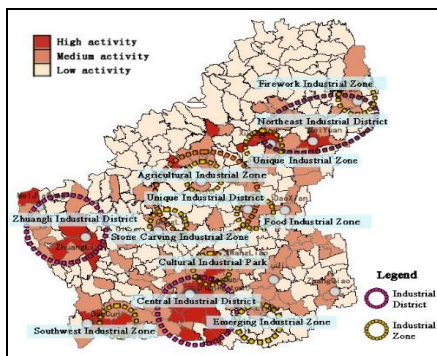 High activity
Medium activity
Low activity
Firework Industrial Zone
Northeast Industrial District
Unique Industrial Zone
Agricultural Industrial Zone
Unique Industrial District
Zhuangli Industrial District
Food Industrial Zone
Stone Carving Industrial Zone
Cultural Industrial Park
Central Industrial District
Southwest Industrial Zone
Emerging Industrial Zone
Legend
Industrial
District
Industrial
Zone